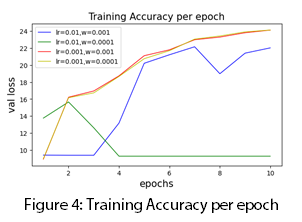 Training Accuracy per epoch
24
22
20
18
16
14
12
10
val loss
lr=0.01,w=0.001
lr=0.01,w=0.0001
lr=0.001,w=0.001
lr=0.001,w=0.0001
2 4 6 8 10
epochs
Figure 4: Training Accuracy per epoch